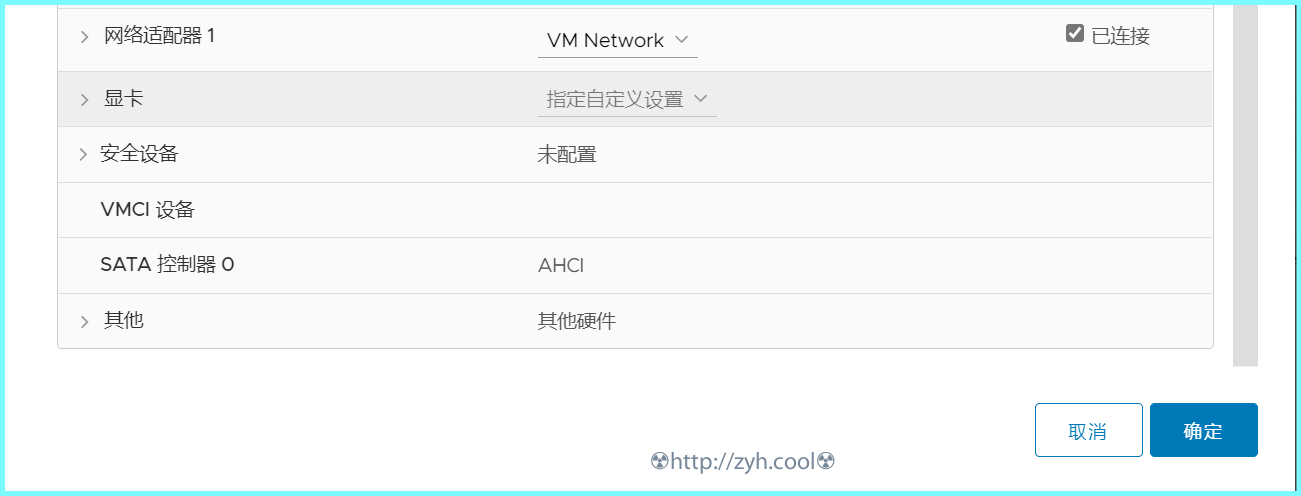 网络适配器 1 VM Network 已连接
显卡 指定自定义设置
安全设备 未配置
VMCI 设备
SATA 控制器 0 AHCI
其他 其他硬件
取消 确定
☢http://zyh.cool☢